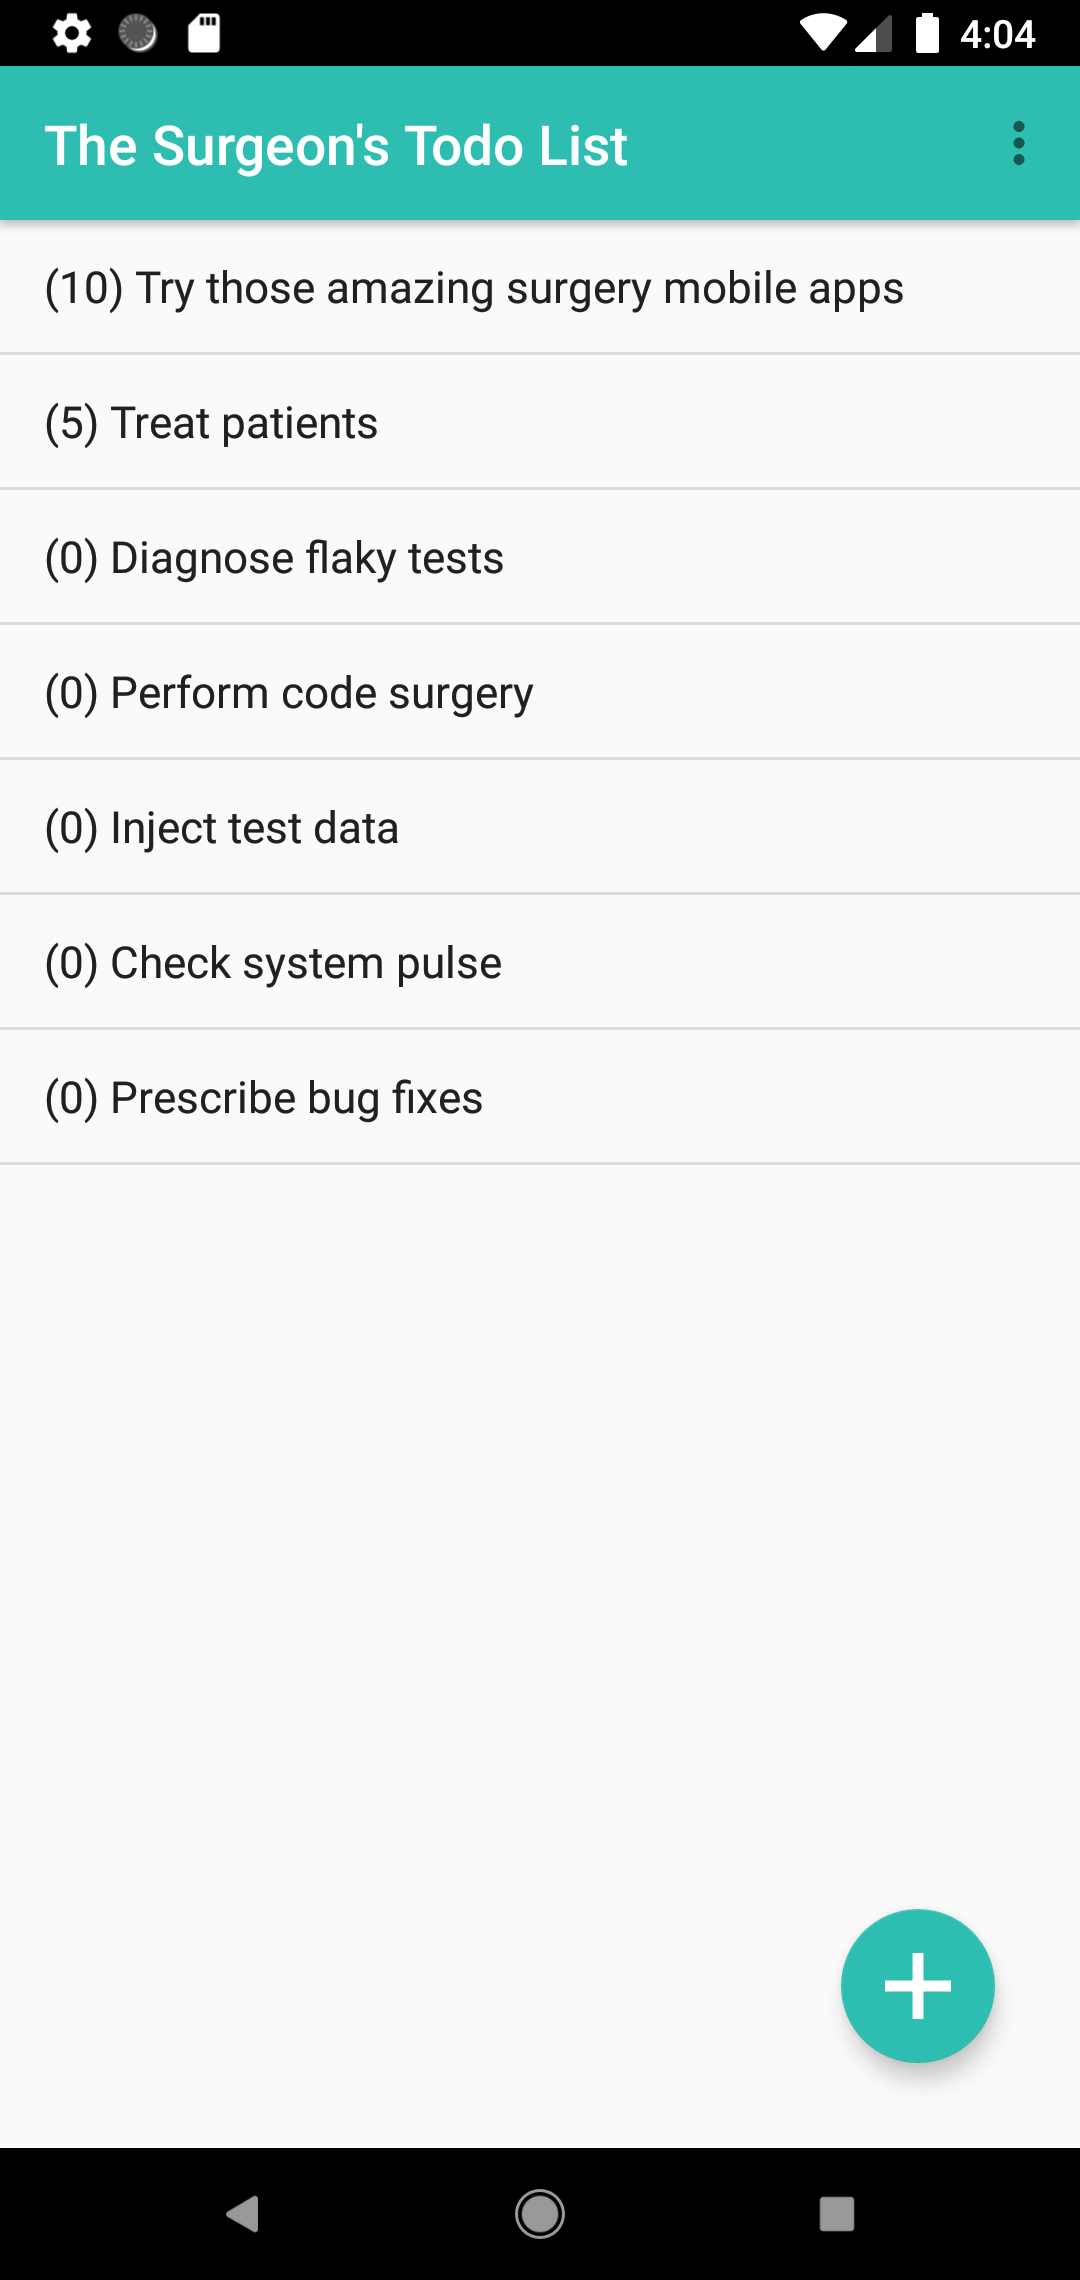 4:04
The Surgeon's Todo List
(10) Try those amazing surgery mobile apps
(5) Treat patients
(0) Diagnose flaky tests
(0) Perform code surgery
(0) Inject test data
(0) Check system pulse
(0) Prescribe bug fixes